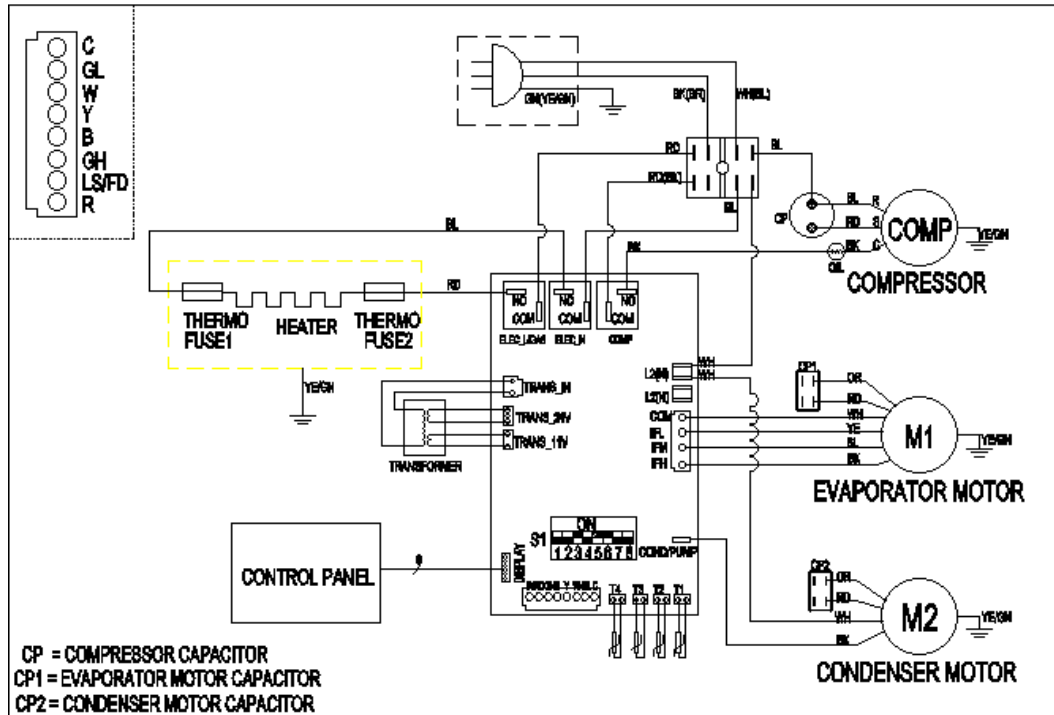 C
GL
W
Y
B
GH
LS/FD
R
GN(YE/GN)
BK(BR)
WH(BL)
RD
BL
BL
CP
BL R
RD S
BK C
OL
COMP
YE/GN
COMPRESSOR
BL
BK
RD
THERMO FUSE1
HEATER
THERMO FUSE2
YE/GN
NO
COM
NO
COM
NO
COM
ELEC_IN
COMP
TRANS_IN
TRANS_24V
TRANS_11V
TRANSFORMER
L2(N)
L2(N)
WH
WH
COM
IFL
IFM
IFH
CP1
OR
RD
WH
YE
BL
BK
M1
YE/GN
EVAPORATOR MOTOR
CONTROL PANEL
DISPLAY
S1
ON
1 2 3 4 5 6 7 8
COND/PUMP
T4 T3 T2 T1
CP2
OR
RD
WH
BK
M2
YE/GN
CONDENSER MOTOR
CP = COMPRESSOR CAPACITOR
CP1 = EVAPORATOR MOTOR CAPACITOR
CP2 = CONDENSER MOTOR CAPACITOR